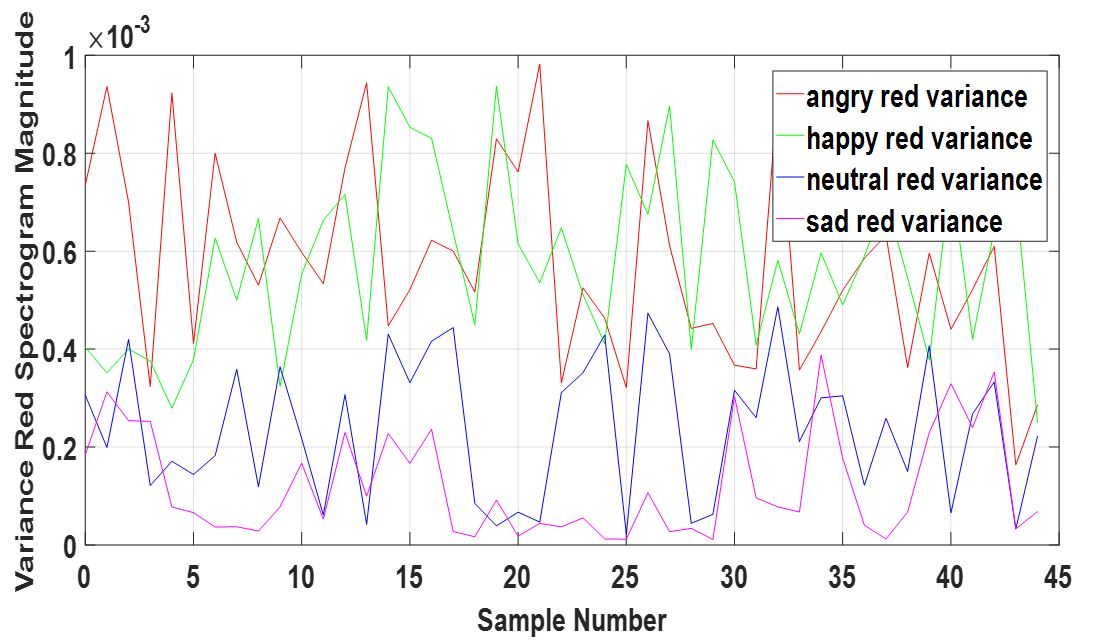 ×10-3
Variance Red Spectrogram Magnitude
1
0.8
0.6
0.4
0.2
0
0 5 10 15 20 25 30 35 40 45
Sample Number
angry red variance
happy red variance
neutral red variance
sad red variance